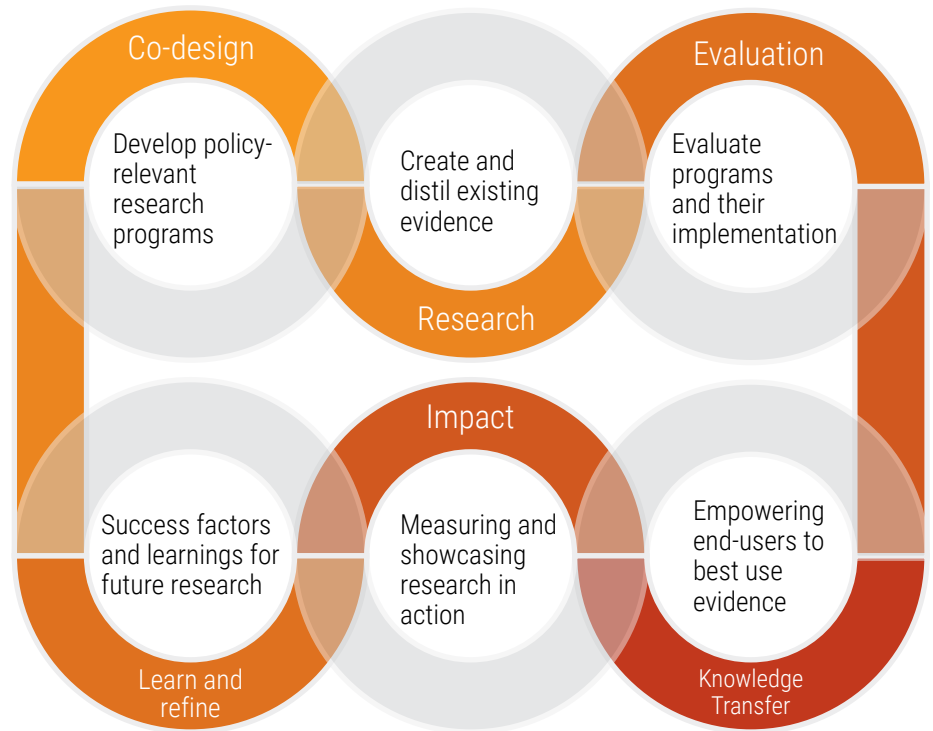 Co-design
Develop policy-
relevant
research
programs
Create and
distil existing
evidence
Research
Evaluation
Evaluate
programs
and their
implementation
Success factors
and learnings for
future research
Learn and
refine
Impact
Measuring and
showcasing
research in
action
Empowering
end-users to
best use
evidence
Knowledge
Transfer